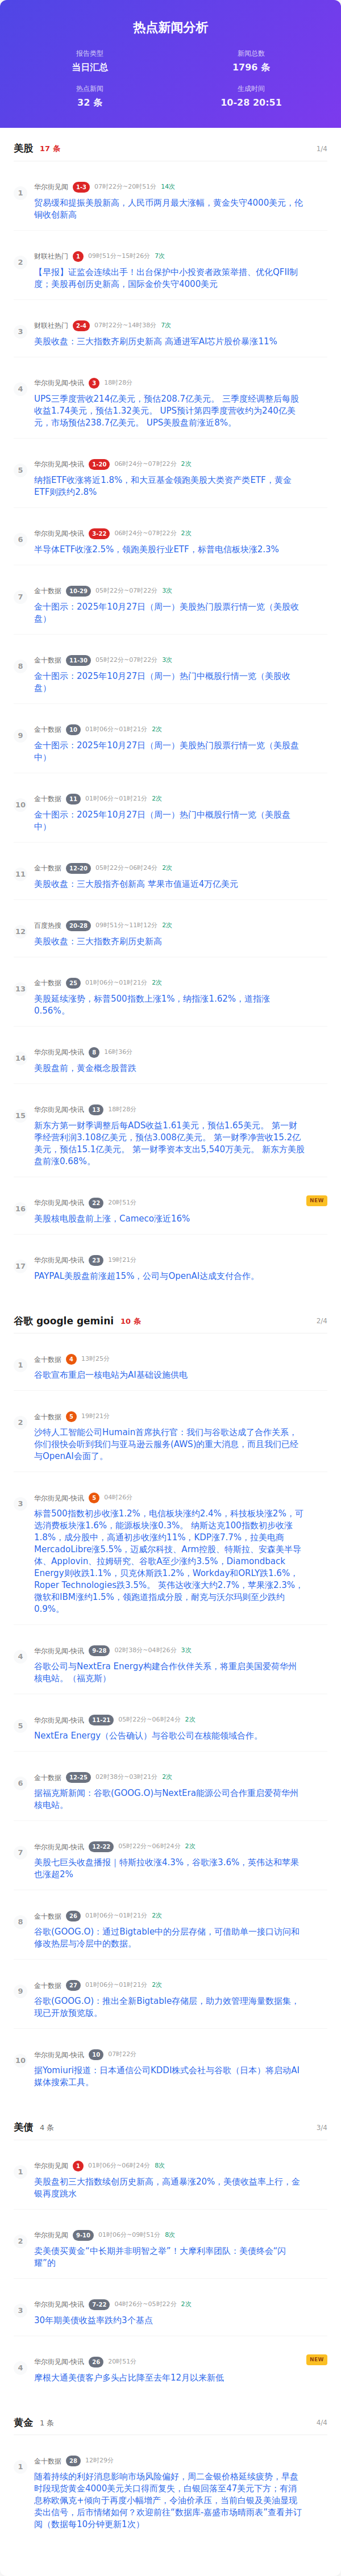 热点新闻分析
报告类型
新闻总数
当日汇总
1796 条
热点新闻
生成时间
32 条
10-28 20:51
美股 17 条 1/4
1
华尔街见闻 1-3 07时22分~20时51分 14次
贸易缓和提振美股新高，人民币两月最大涨幅，黄金失守4000美元，伦
铜收创新高
2
财联社热门 1 09时51分~15时26分 7次
【早报】证监会连续出手！出台保护中小投资者政策举措、优化QFII制
度；美股再创历史新高，国际金价失守4000美元
3
财联社热门 2-4 07时22分~14时38分 7次
美股收盘：三大指数齐刷历史新高 高通进军AI芯片股价暴涨11%
4
华尔街见闻-快讯 3 18时28分
UPS三季度营收214亿美元，预估208.7亿美元。 三季度经调整后每股
收益1.74美元，预估1.32美元。 UPS预计第四季度营收约为240亿美
元，市场预估238.7亿美元。 UPS美股盘前涨近8%。
5
华尔街见闻-快讯 1-20 06时24分~07时22分 2次
纳指ETF收涨将近1.8%，和大豆基金领跑美股大类资产类ETF，黄金
ETF则跌约2.8%
6
华尔街见闻-快讯 3-22 06时24分~07时22分 2次
半导体ETF收涨2.5%，领跑美股行业ETF，标普电信板块涨2.3%
7
金十数据 10-29 05时22分~07时22分 3次
金十图示：2025年10月27日（周一）美股热门股票行情一览（美股收
盘）
8
金十数据 11-30 05时22分~07时22分 3次
金十图示：2025年10月27日（周一）热门中概股行情一览（美股收
盘）
9
金十数据 10 01时06分~01时21分 2次
金十图示：2025年10月27日（周一）美股热门股票行情一览（美股盘
中）
10
金十数据 11 01时06分~01时21分 2次
金十图示：2025年10月27日（周一）热门中概股行情一览（美股盘
中）
11
金十数据 12-20 05时22分~06时24分 2次
美股收盘：三大股指齐创新高 苹果市值逼近4万亿美元
12
百度热搜 20-28 09时51分~11时12分 2次
美股收盘：三大指数齐刷历史新高
13
金十数据 25 01时06分~01时21分 2次
美股延续涨势，标普500指数上涨1%，纳指涨1.62%，道指涨
0.56%。
14
华尔街见闻-快讯 8 16时36分
美股盘前，黄金概念股普跌
15
华尔街见闻-快讯 13 18时28分
新东方第一财季调整后每ADS收益1.61美元，预估1.65美元。 第一财
季经营利润3.108亿美元，预估3.008亿美元。 第一财季净营收15.2亿
美元，预估15.1亿美元。 第一财季资本支出5,540万美元。 新东方美股
盘前涨0.68%。
16
华尔街见闻-快讯 22 20时51分
NEW
美股核电股盘前上涨，Cameco涨近16%
17
华尔街见闻-快讯 23 19时21分
PAYPAL美股盘前涨超15%，公司与OpenAI达成支付合作。
谷歌 google gemini 10 条 2/4
1
金十数据 4 13时25分
谷歌宣布重启一核电站为AI基础设施供电
2
金十数据 5 19时21分
沙特人工智能公司Humain首席执行官：我们与谷歌达成了合作关系，
你们很快会听到我们与亚马逊云服务(AWS)的重大消息，而且我们已经
与OpenAI会面了。
3
华尔街见闻-快讯 5 04时26分
标普500指数初步收涨1.2%，电信板块涨约2.4%，科技板块涨2%，可
选消费板块涨1.6%，能源板块涨0.3%。 纳斯达克100指数初步收涨
1.8%，成分股中，高通初步收涨约11%，KDP涨7.7%，拉美电商
MercadoLibre涨5.5%，迈威尔科技、Arm控股、特斯拉、安森美半导
体、Applovin、拉姆研究、谷歌A至少涨约3.5%，Diamondback
Energy则收跌1.1%，贝克休斯跌1.2%，Workday和ORLY跌1.6%，
Roper Technologies跌3.5%。 英伟达收涨大约2.7%，苹果涨2.3%，
微软和IBM涨约1.5%，领跑道指成分股，耐克与沃尔玛则至少跌约
0.9%。
4
华尔街见闻-快讯 9-28 02时38分~04时26分 3次
谷歌公司与NextEra Energy构建合作伙伴关系，将重启美国爱荷华州
核电站。（福克斯）
5
华尔街见闻-快讯 11-21 05时22分~06时24分 2次
NextEra Energy（公告确认）与谷歌公司在核能领域合作。
6
金十数据 12-25 02时38分~03时21分 2次
据福克斯新闻：谷歌(GOOG.O)与NextEra能源公司合作重启爱荷华州
核电站。
7
华尔街见闻-快讯 12-22 05时22分~06时24分 2次
美股七巨头收盘播报｜特斯拉收涨4.3%，谷歌涨3.6%，英伟达和苹果
也涨超2%
8
金十数据 26 01时06分~01时21分 2次
谷歌(GOOG.O)：通过Bigtable中的分层存储，可借助单一接口访问和
修改热层与冷层中的数据。
9
金十数据 27 01时06分~01时21分 2次
谷歌(GOOG.O)：推出全新Bigtable存储层，助力效管理海量数据集，
现已开放预览版。
10
华尔街见闻-快讯 10 07时22分
据Yomiuri报道：日本通信公司KDDI株式会社与谷歌（日本）将启动AI
媒体搜索工具。
美债 4 条 3/4
1
华尔街见闻 1 01时06分~06时24分 8次
美股盘初三大指数续创历史新高，高通暴涨20%，美债收益率上行，金
银再度跳水
2
华尔街见闻 9-10 01时06分~09时51分 8次
卖美债买黄金“中长期并非明智之举”！大摩利率团队：美债终会“闪
耀”的
3
华尔街见闻-快讯 7-22 04时26分~05时22分 2次
30年期美债收益率跌约3个基点
4
华尔街见闻-快讯 26 20时51分
NEW
摩根大通美债客户多头占比降至去年12月以来新低
黄金 1 条 4/4
1
金十数据 28 12时29分
随着持续的利好消息影响市场风险偏好，周二金银价格延续疲势，早盘
时段现货黄金4000美元关口得而复失，白银回落至47美元下方；有消
息称欧佩克+倾向于再度小幅增产，令油价承压，当前白银及美油显现
卖出信号，后市情绪如何？欢迎前往“数据库-嘉盛市场晴雨表”查看并订
阅（数据每10分钟更新1次）